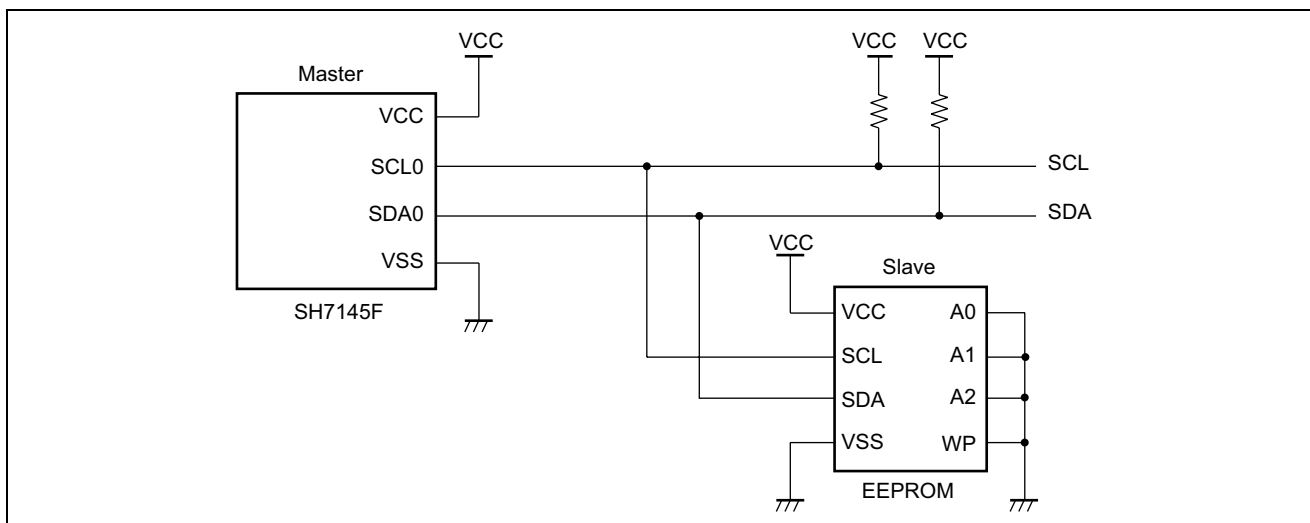 VCC
VCC VCC
Master
VCC
SCL0
SCL
SDA0
SDA
VSS
VCC
Slave
SH7145F
VCC A0
SCL A1
SDA A2
VSS WP
EEPROM